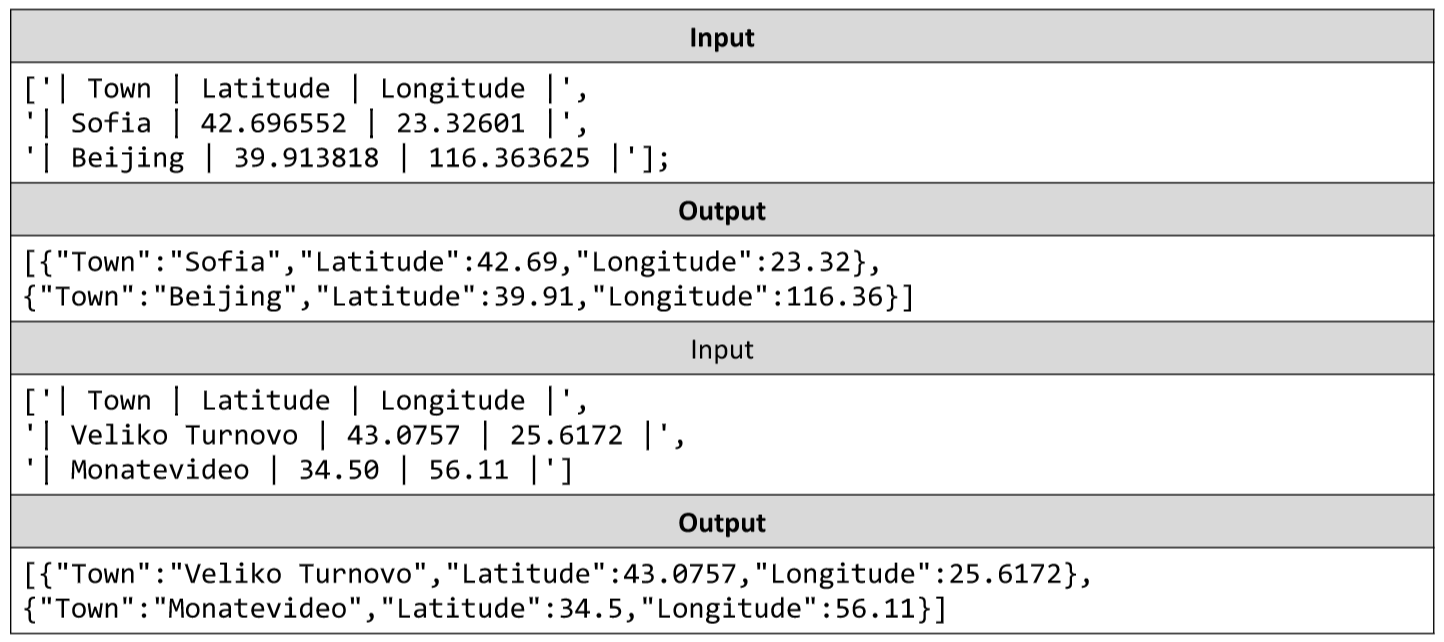 Input
['| Town | Latitude | Longitude |',
'| Sofia | 42.696552 | 23.32601 |',
'| Beijing | 39.913818 | 116.363625 |'];
Output
[{"Town":"Sofia","Latitude":42.69,"Longitude":23.32},
{"Town":"Beijing","Latitude":39.91,"Longitude":116.36}]
Input
['| Town | Latitude | Longitude |',
'| Veliko Turnovo | 43.0757 | 25.6172 |',
'| Monatevideo | 34.50 | 56.11 |']
Output
[{"Town":"Veliko Turnovo","Latitude":43.0757,"Longitude":25.6172},
{"Town":"Monatevideo","Latitude":34.5,"Longitude":56.11}]